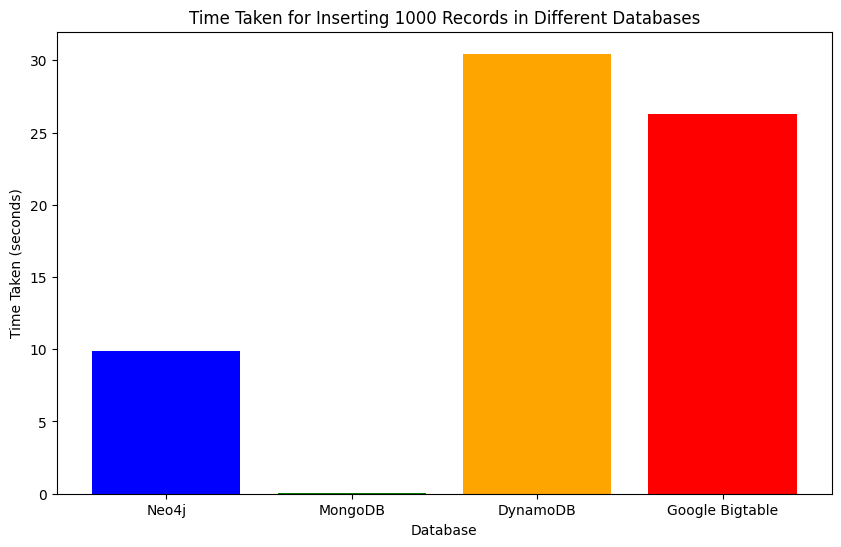 Time Taken for Inserting 1000 Records in Different Databases
Time Taken (seconds)
30
25
20
15
10
5
0
Neo4j MongoDB DynamoDB Google Bigtable
Database